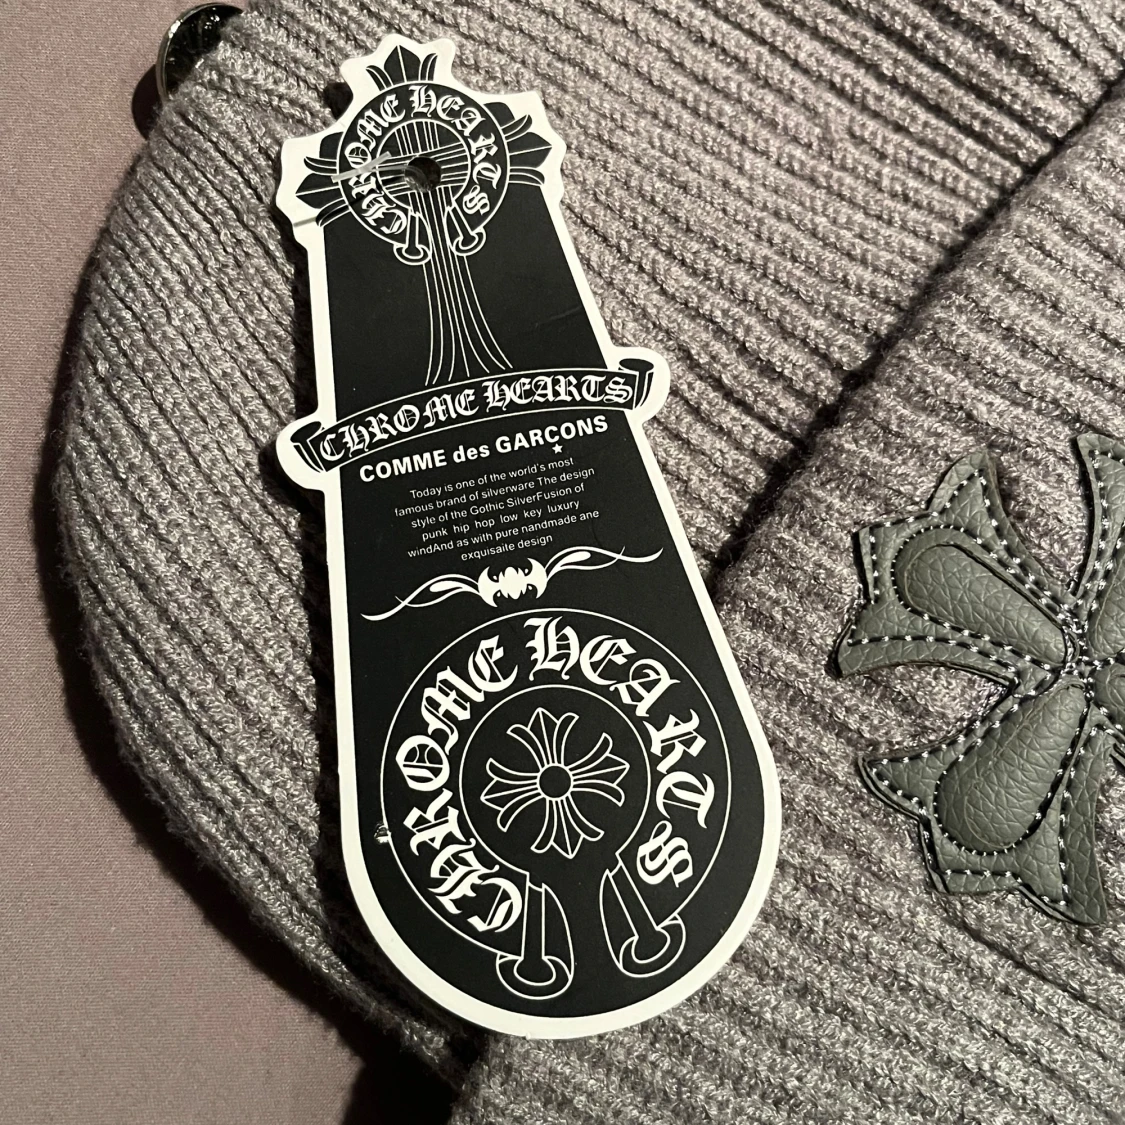 CHROME HEARTS
CHROME HEARTS
COMME des GARCONS
Today is one of the world's most
famous brand of silverware The design
style of the Gothic SilverFusion of
punk hip hop low key luxury
windAnd as with pure nandmade ane
exquisaite design
CHROME HEARTS